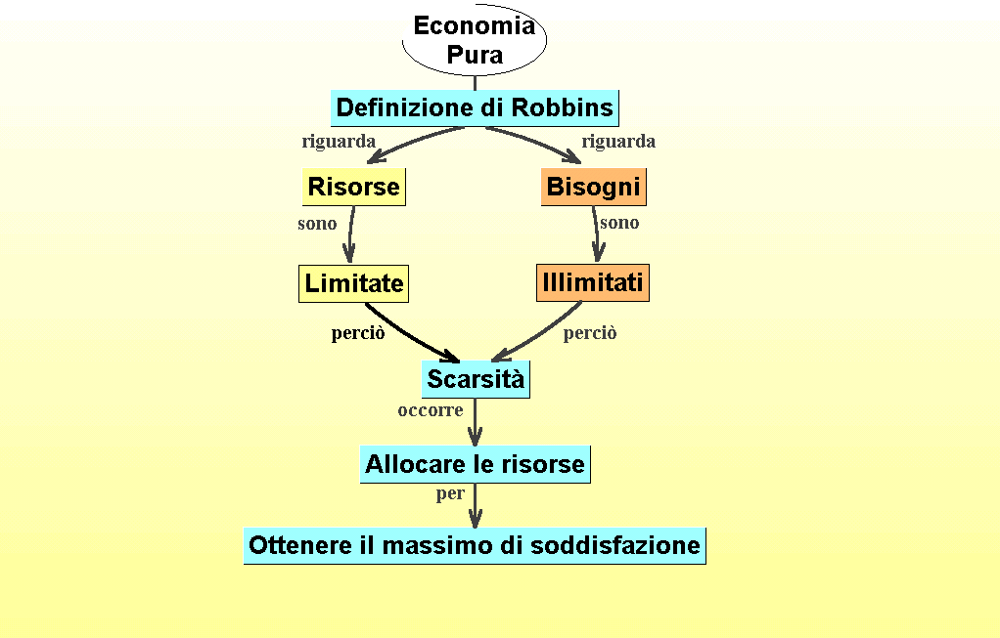 Economia
Pura
Definizione di Robbins
riguarda
riguarda
Risorse
Bisogni
sono
sono
Limitate
Illimitati
perciò
perciò
Scarsità
occorre
Allocare le risorse
per
Ottenere il massimo di soddisfazione